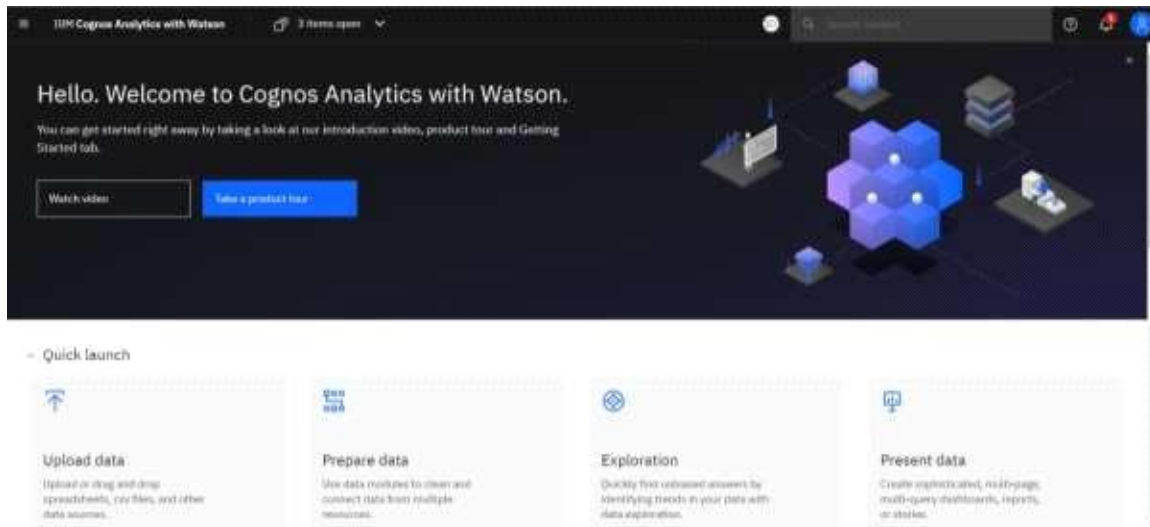 IBM Cognos Analytics with Watson
3 items open
Hello. Welcome to Cognos Analytics with Watson.
You can get started right away by taking a look at our introduction video, product tour and Getting
Started tab.
Watch video
Take a product tour
Quick launch
Upload data
Prepare data
Exploration
Present data
Upload or drag and drop
spreadsheets, csv files, and other
data sources.
Use data modules to clean and
connect data from multiple
resources.
Quickly find unbiased answers by
identifying trends in your data with
data exploration.
Create sophisticated, multi-page,
multi-query dashboards, reports,
or stories.